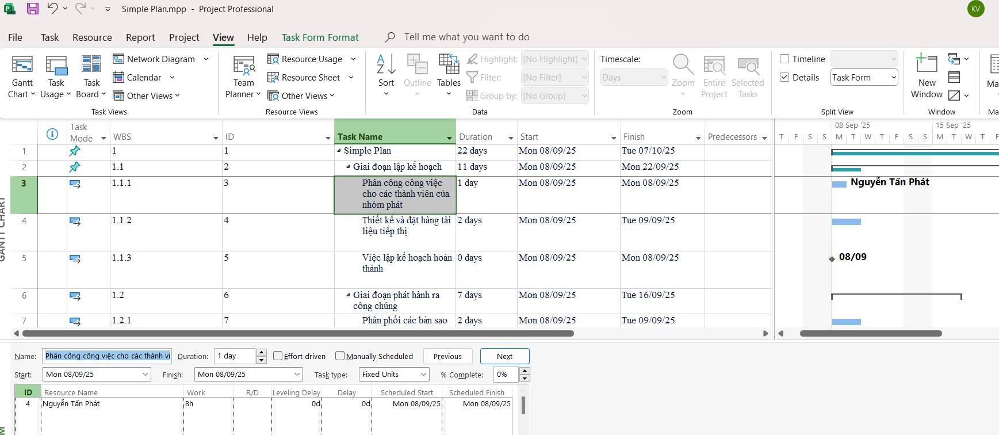 Simple Plan.mpp - Project Professional
KV
File Task Resource Report Project View Help Task Form Format Tell me what you want to do
Gantt Chart
Task Usage
Task Board
Network Diagram
Calendar
Other Views
Task Views
Team Planner
Resource Usage
Resource Sheet
Other Views
Resource Views
Sort
Outline
Tables
Highlight: [No Highlight]
Filter: [No Filter]
Group by: [No Group]
Data
Timescale:
Days
Zoom
Entire Project
Selected Tasks
Zoom
Timeline
Details Task Form
Split View
New Window
Window
Ma
Ma
Task Mode WBS ID Task Name Duration Start Finish Predecessors
08 Sep '25 15 Sep '25
T F S S M T W T F S S M T W T F
1 1 1 Simple Plan 22 days Mon 08/09/25 Tue 07/10/25
2 1.1 2 Giai đoạn lập kế hoạch 11 days Mon 08/09/25 Mon 22/09/25
3 1.1.1 3 Phân công công việc 1 day Mon 08/09/25 Mon 08/09/25 Nguyễn Tấn Phát
cho các thành viên của
nhóm phát
4 1.1.2 4 Thiết kế và đặt hàng tài 2 days Mon 08/09/25 Tue 09/09/25
liệu tiếp thị
5 1.1.3 5 Việc lập kế hoạch hoàn 0 days Mon 08/09/25 Mon 08/09/25 08/09
thành
6 1.2 6 Giai đoạn phát hành ra 7 days Mon 08/09/25 Tue 16/09/25
công chúng
7 1.2.1 7 Phân phối các bản sao 2 days Mon 08/09/25 Tue 09/09/25
GANTT CHART
Name: Phân công công việc cho các thành vi Duration: 1 day Effort driven Manually Scheduled Previous Next
Start: Mon 08/09/25 Finish: Mon 08/09/25 Task type: Fixed Units % Complete: 0%
ID Resource Name Work R/D Leveling Delay Delay Scheduled Start Scheduled Finish
4 Nguyễn Tấn Phát 8h 0d 0d Mon 08/09/25 Mon 08/09/25